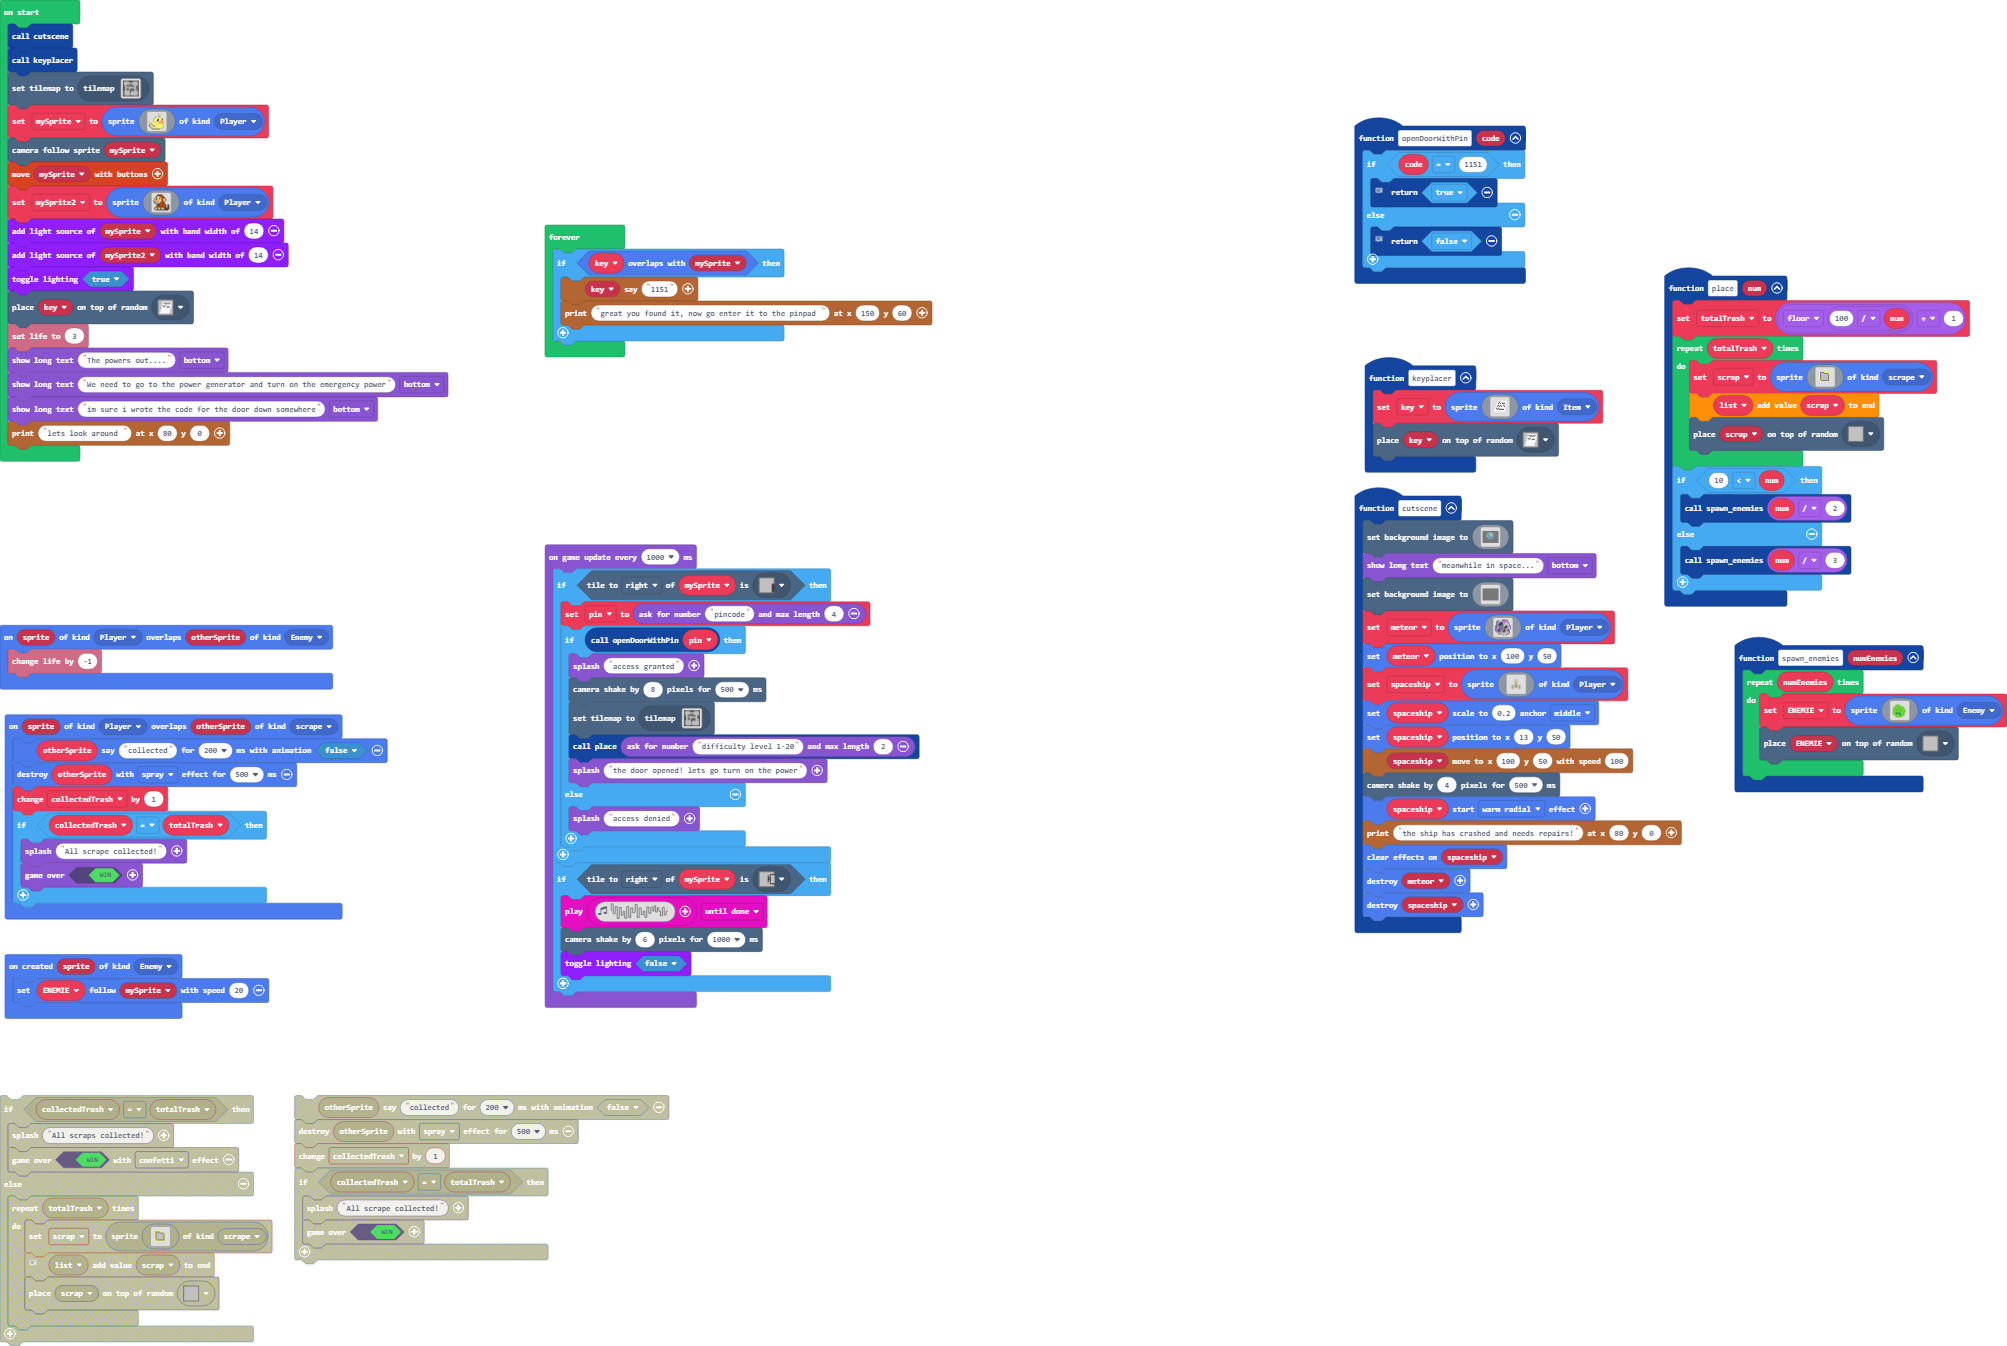 on start
call cutscene
call keyplacer
set tilemap to tilemap
set mySprite to sprite of kind Player
camera follow sprite mySprite
move mySprite with buttons
set mySprite2 to sprite of kind Player
add light source of mySprite with band width of 14
add light source of mySprite2 with band width of 14
toggle lighting true
place key on top of random
set life to 3
show long text "The powers out...." bottom
show long text "We need to go to the power generator and turn on the emergency power" bottom
show long text "im sure i wrote the code for the door down somewhere" bottom
print "lets look around " at x 80 y 0
on sprite of kind Player overlaps otherSprite of kind Enemy
change life by -1
on sprite of kind Player overlaps otherSprite of kind scrape
otherSprite say "collected" for 200 ms with animation false
destroy otherSprite with spray effect for 500 ms
change collectedTrash by 1
if collectedTrash = totalTrash then
splash "All scrape collected!"
game over WIN
on created sprite of kind Enemy
set ENEMIE follow mySprite with speed 20
if collectedTrash = totalTrash then
splash "All scraps collected!"
game over WIN with confetti effect
else
repeat totalTrash times
do
set scrap to sprite of kind scrape
list add value scrap to end
place scrap on top of random
otherSprite say "collected" for 200 ms with animation false
destroy otherSprite with spray effect for 500 ms
change collectedTrash by 1
if collectedTrash = totalTrash then
splash "All scrape collected!"
game over WIN
forever
if key overlaps with mySprite then
key say "1151"
print "great you found it, now go enter it to the pinpad " at x 150 y 60
on game update every 1000 ms
if tile to right of mySprite is then
set pin to ask for number "pincode" and max length 4
if call openDoorWithPin pin then
splash "access granted"
camera shake by 8 pixels for 500 ms
set tilemap to tilemap
call place ask for number "difficulty level 1-20" and max length 2
splash "the door opened! lets go turn on the power"
else
splash "access denied"
if tile to right of mySprite is then
play until done
camera shake by 6 pixels for 1000 ms
toggle lighting false
function openDoorWithPin code
if code = 1151 then
return true
else
return false
function keyplacer
set key to sprite of kind Item
place key on top of random
function cutscene
set background image to
show long text "meanwhile in space..." bottom
set background image to
set meteor to sprite of kind Player
set meteor position to x 100 y 50
set spaceship to sprite of kind Player
set spaceship scale to 0.2 anchor middle
set spaceship position to x 13 y 50
spaceship move to x 100 y 50 with speed 100
camera shake by 4 pixels for 500 ms
spaceship start warm radial effect
print "the ship has crashed and needs repairs!" at x 80 y 0
clear effects on spaceship
destroy meteor
destroy spaceship
function place num
set totalTrash to floor 100 / num + 1
repeat totalTrash times
do
set scrap to sprite of kind scrape
list add value scrap to end
place scrap on top of random
if 10 < num then
call spawn_enemies num / 2
else
call spawn_enemies num / 3
function spawn_enemies numEnemies
repeat numEnemies times
do
set ENEMIE to sprite of kind Enemy
place ENEMIE on top of random